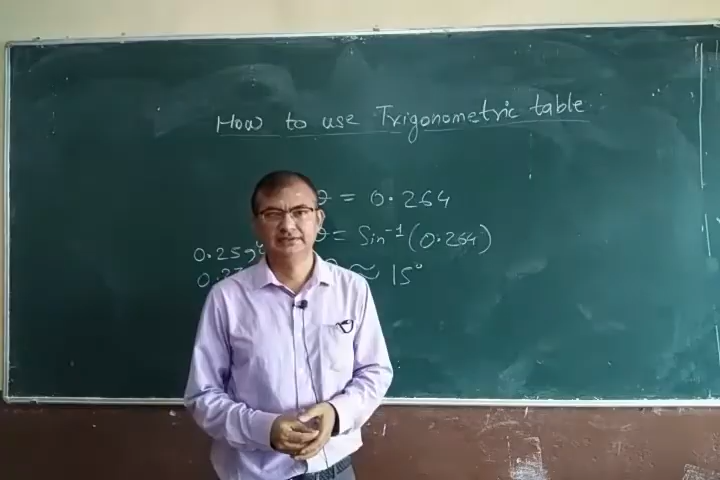 How to use Trigonometric table
θ = 0.264
θ = Sin⁻¹(0.264)
0.259
≈ 15°